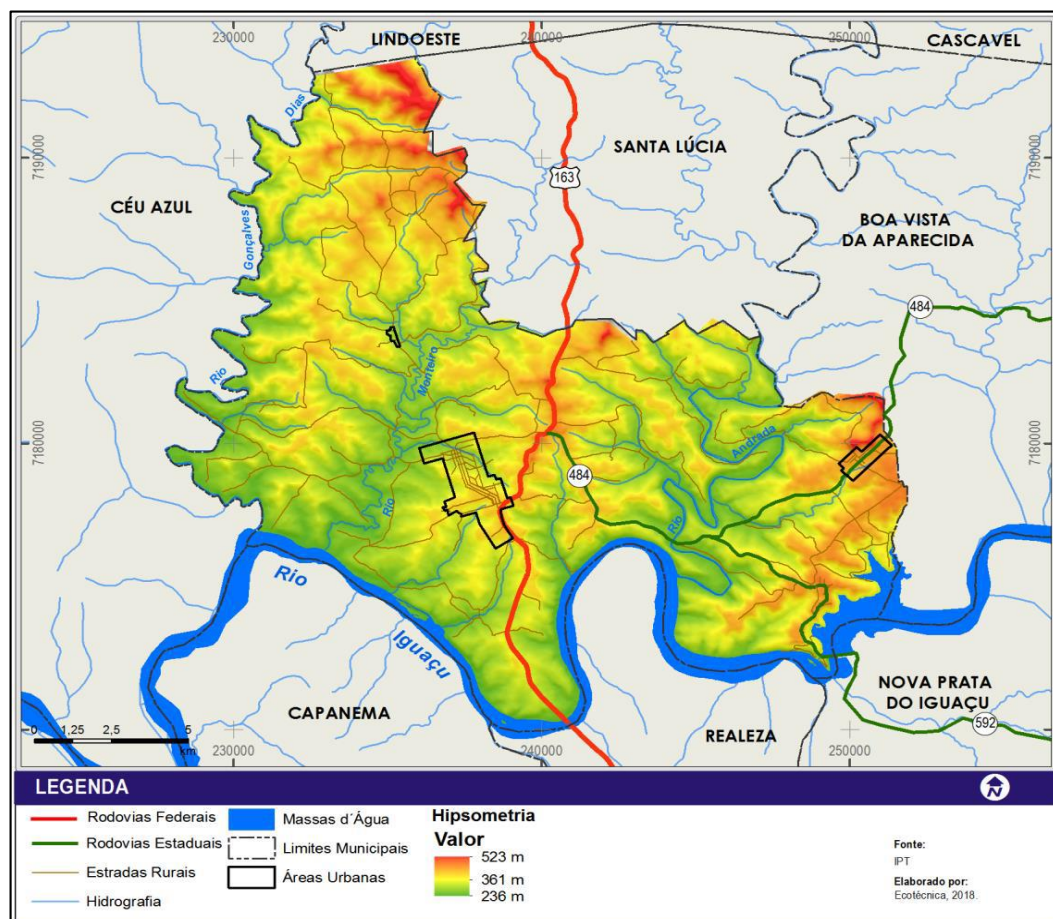 230000
240000
250000
LINDOESTE
CASCAVEL
Dias
7190000
SANTA LÚCIA
7190000
163
CÉU AZUL
Gonçalves
BOA VISTA
DA APARECIDA
484
Rio
Monteiro
7180000
Andrada
7180000
484
Rio
Rio
Rio
Iguaçu
CAPANEMA
NOVA PRATA
DO IGUAÇU
REALEZA
592
0 1,25 2,5 5
km
230000
240000
250000
LEGENDA
N
Rodovias Federais
Rodovias Estaduais
Estradas Rurais
Hidrografia
Massas d´Água
Limites Municipais
Áreas Urbanas
Hipsometria
Valor
523 m
361 m
236 m
Fonte:
IPT
Elaborado por:
Ecotécnica, 2018.